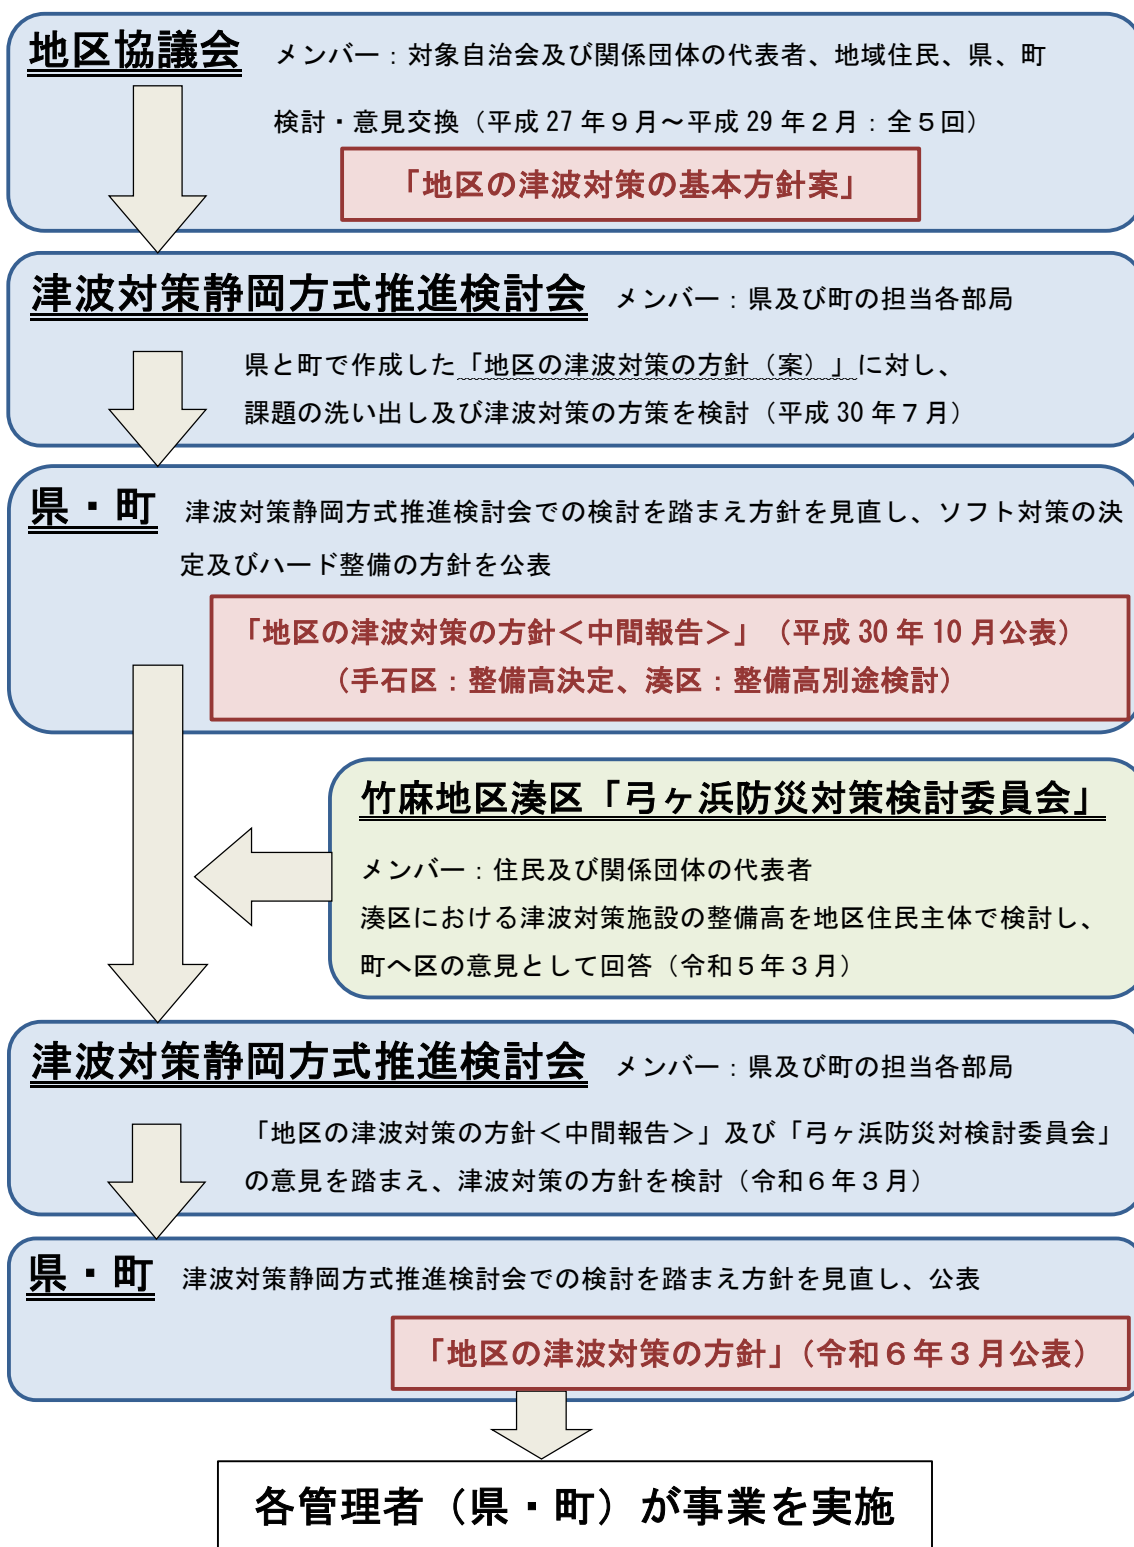 地区協議会 メンバー：対象自治会及び関係団体の代表者、地域住民、県、町
検討・意見交換（平成 27 年９月～平成 29 年２月：全５回）
「地区の津波対策の基本方針案」
津波対策静岡方式推進検討会 メンバー：県及び町の担当各部局
県と町で作成した「地区の津波対策の方針（案）」に対し、
課題の洗い出し及び津波対策の方策を検討（平成 30 年７月）
県・町 津波対策静岡方式推進検討会での検討を踏まえ方針を見直し、ソフト対策の決
定及びハード整備の方針を公表
「地区の津波対策の方針＜中間報告＞」（平成 30 年 10 月公表）
（手石区：整備高決定、湊区：整備高別途検討）
竹麻地区湊区「弓ヶ浜防災対策検討委員会」
メンバー：住民及び関係団体の代表者
湊区における津波対策施設の整備高を地区住民主体で検討し、
町へ区の意見として回答（令和５年３月）
津波対策静岡方式推進検討会 メンバー：県及び町の担当各部局
「地区の津波対策の方針＜中間報告＞」及び「弓ヶ浜防災対検討委員会」
の意見を踏まえ、津波対策の方針を検討（令和６年３月）
県・町 津波対策静岡方式推進検討会での検討を踏まえ方針を見直し、公表
「地区の津波対策の方針」（令和６年３月公表）
各管理者（県・町）が事業を実施